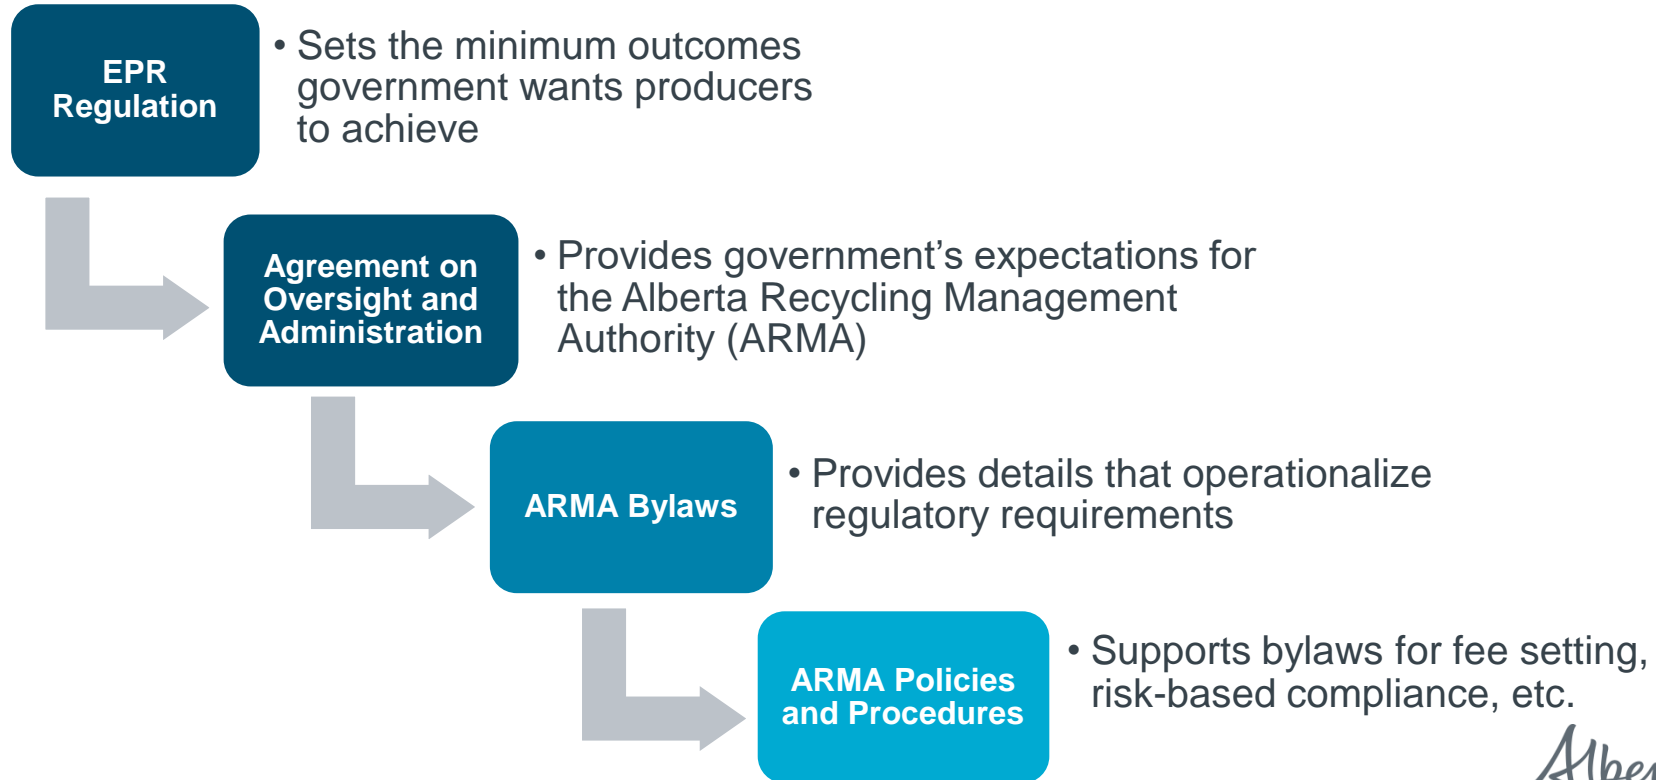 EPR
Regulation
• Sets the minimum outcomes
government wants producers
to achieve
Agreement on
Oversight and
Administration
• Provides government’s expectations for
the Alberta Recycling Management
Authority (ARMA)
ARMA Bylaws
• Provides details that operationalize
regulatory requirements
ARMA Policies
and Procedures
• Supports bylaws for fee setting,
risk-based compliance, etc.